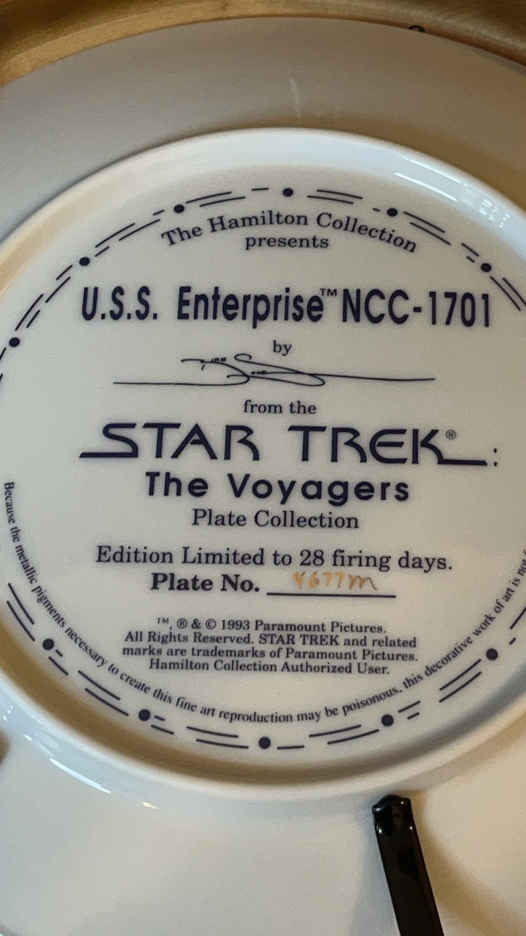 The Hamilton Collection
presents
U.S.S. Enterprise™ NCC-1701
by
from the
STAR TREK®:
The Voyagers
Plate Collection
Edition Limited to 28 firing days.
Plate No. 4677m
™, ® & © 1993 Paramount Pictures.
All Rights Reserved. STAR TREK and related
marks are trademarks of Paramount Pictures.
Hamilton Collection Authorized User.
Because the metallic pigments necessary to create this fine art reproduction may be poisonous, this decorative work of art is not